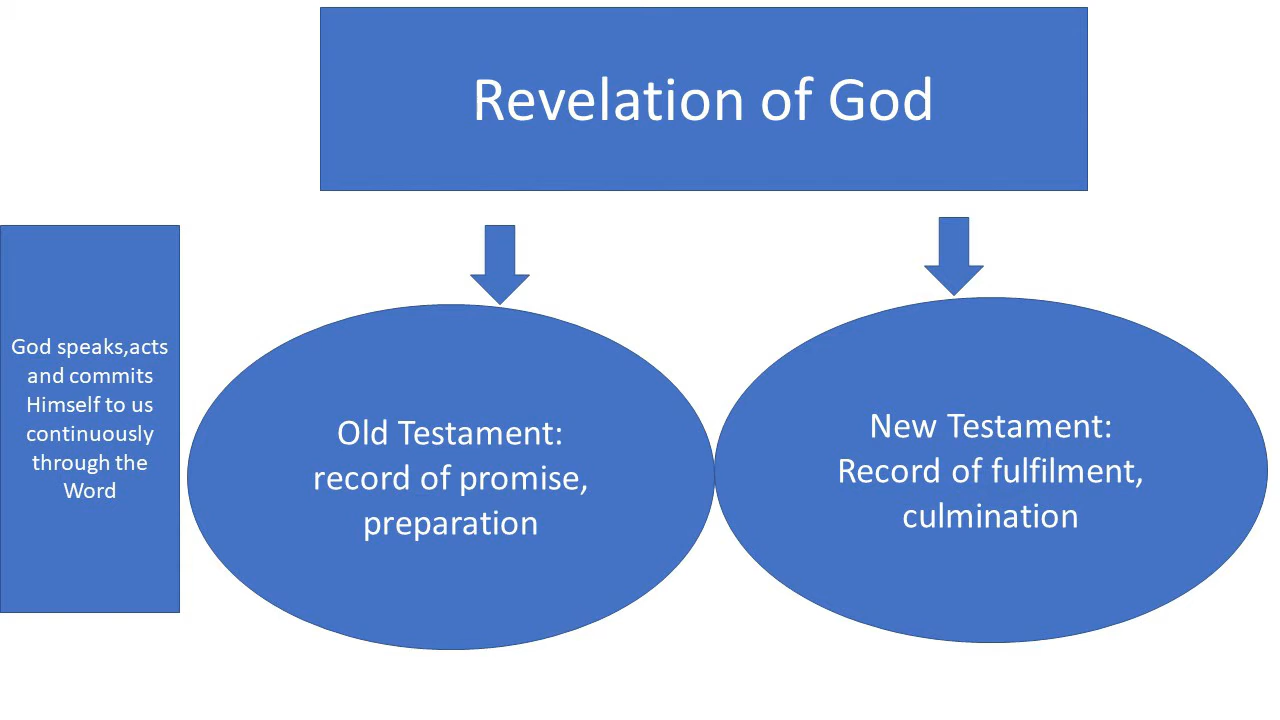 Revelation of God
God speaks,acts
and commits
Himself to us
continuously
through the
Word
Old Testament:
record of promise,
preparation
New Testament:
Record of fulfilment,
culmination